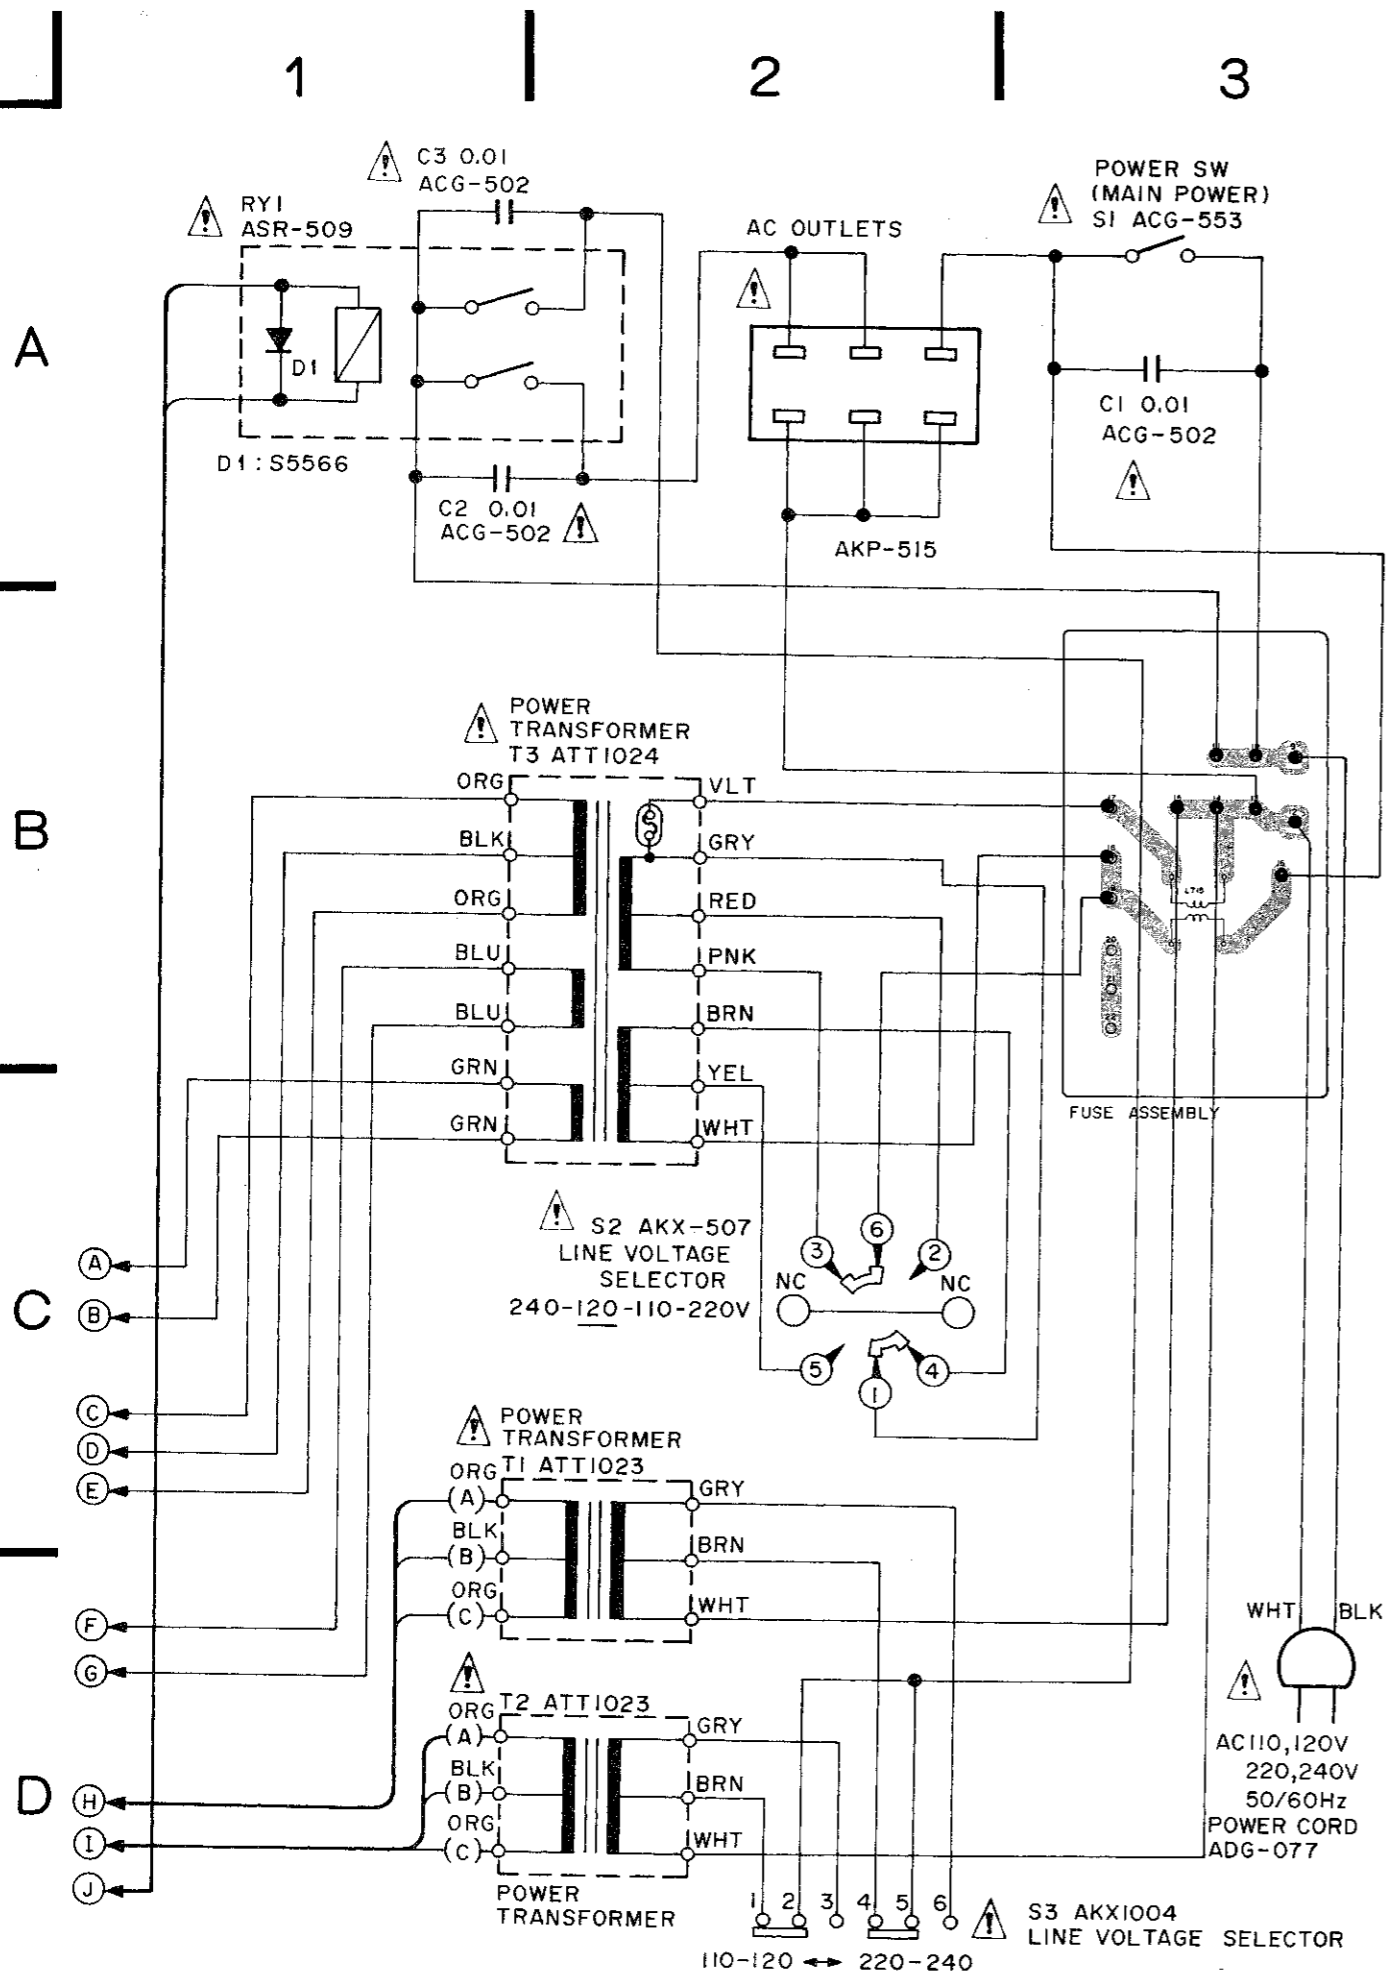 1
2
3
A
B
C
D
C3 0.01
ACG-502
RY1
ASR-509
D1
D1:S5566
C2 0.01
ACG-502
AC OUTLETS
AKP-515
POWER SW
(MAIN POWER)
S1 ACG-553
C1 0.01
ACG-502
POWER
TRANSFORMER
T3 ATT1024
ORG
BLK
ORG
BLU
BLU
GRN
GRN
VLT
GRY
RED
PNK
BRN
YEL
WHT
17
L715
20
22
FUSE ASSEMBLY
S2 AKX-507
LINE VOLTAGE
SELECTOR
240-120-110-220V
3
6
2
NC
NC
5
1
4
A
B
C
D
E
F
G
H
I
J
POWER
TRANSFORMER
T1 ATT1023
ORG
(A)
BLK
(B)
ORG
(C)
GRY
BRN
WHT
T2 ATT1023
ORG
(A)
BLK
(B)
ORG
(C)
GRY
BRN
WHT
POWER
TRANSFORMER
WHT
BLK
AC110,120V
220,240V
50/60Hz
POWER CORD
ADG-077
1 2 3 4 5 6
110-120 ↔ 220-240
S3 AKX1004
LINE VOLTAGE SELECTOR